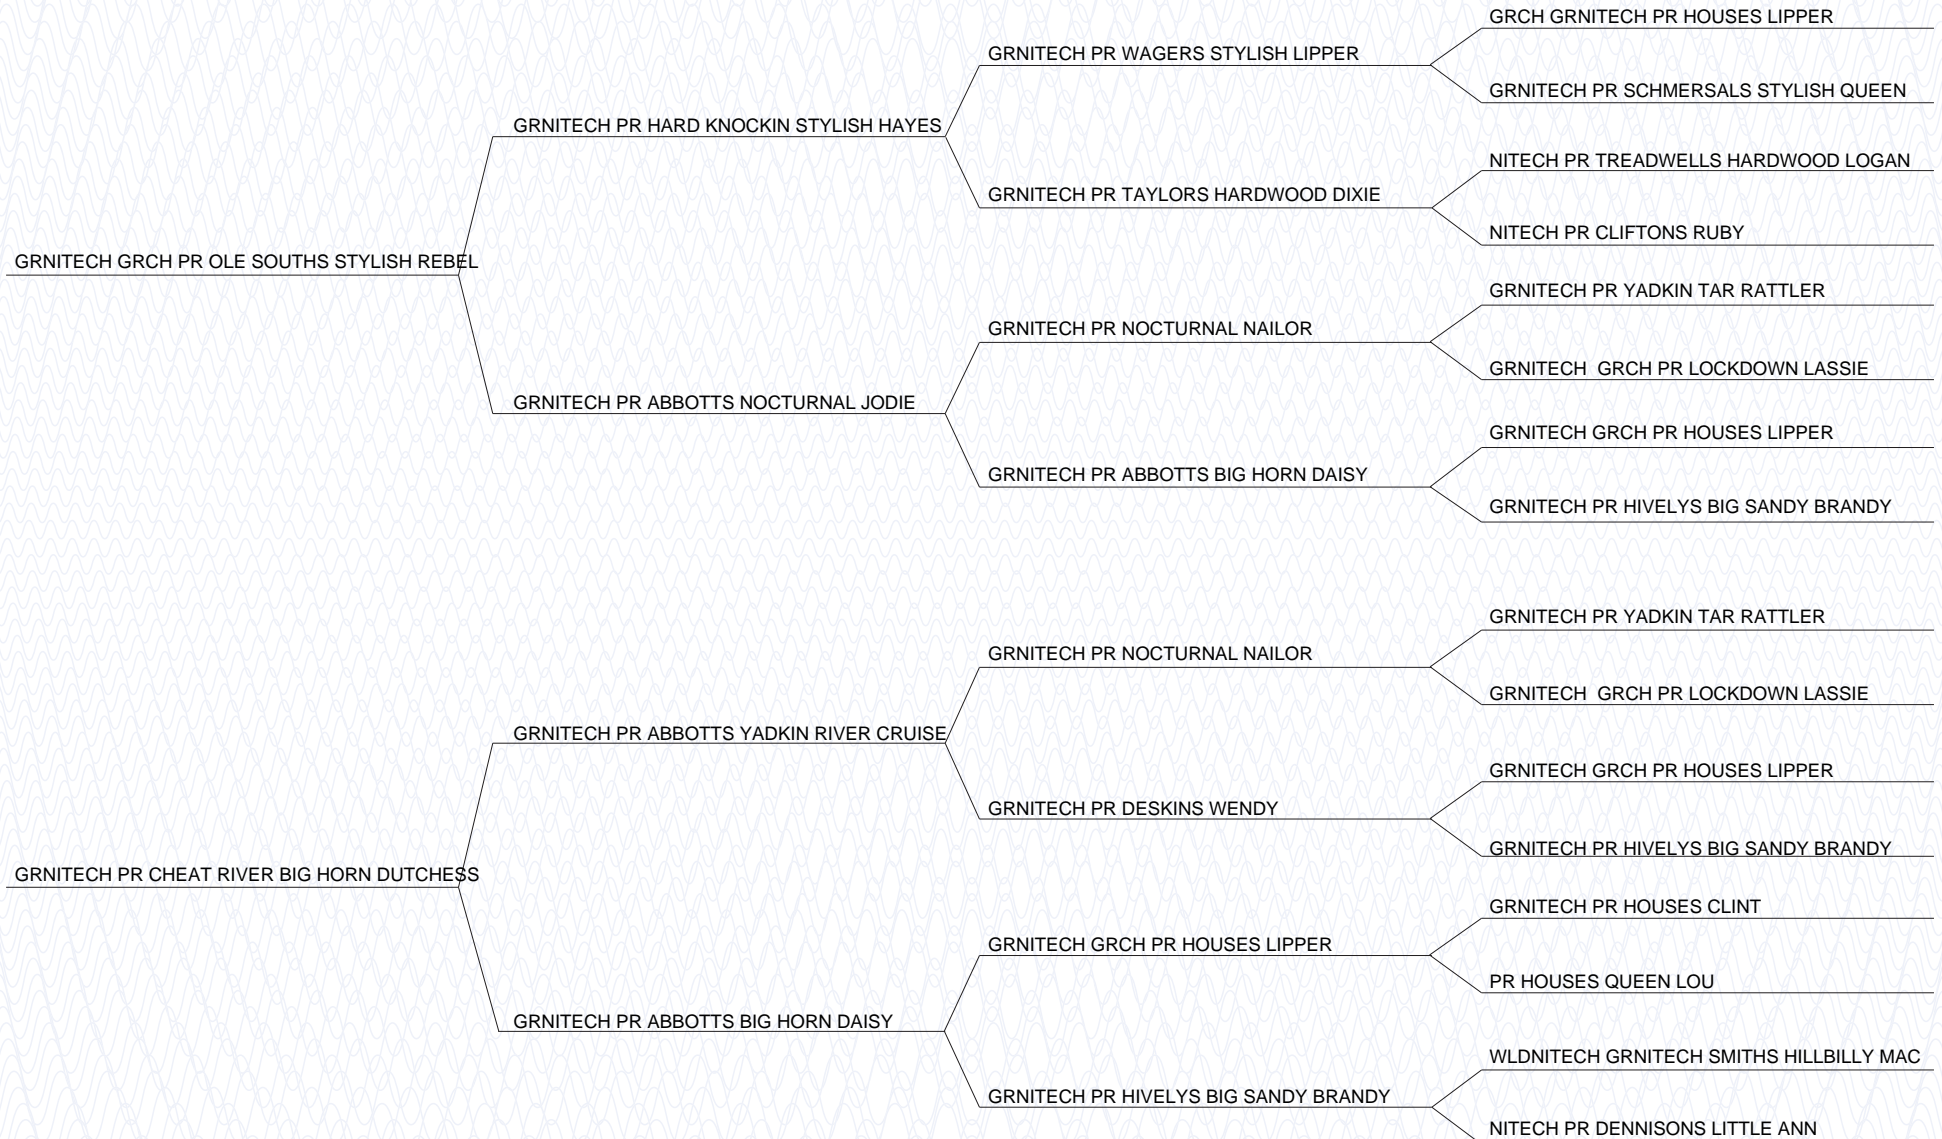 GRCH GRNITECH PR HOUSES LIPPER
GRNITECH PR WAGERS STYLISH LIPPER
GRNITECH PR SCHMERSALS STYLISH QUEEN
GRNITECH PR HARD KNOCKIN STYLISH HAYES
NITECH PR TREADWELLS HARDWOOD LOGAN
GRNITECH PR TAYLORS HARDWOOD DIXIE
NITECH PR CLIFTONS RUBY
GRNITECH GRCH PR OLE SOUTHS STYLISH REBEL
GRNITECH PR YADKIN TAR RATTLER
GRNITECH PR NOCTURNAL NAILOR
GRNITECH  GRCH PR LOCKDOWN LASSIE
GRNITECH PR ABBOTTS NOCTURNAL JODIE
GRNITECH GRCH PR HOUSES LIPPER
GRNITECH PR ABBOTTS BIG HORN DAISY
GRNITECH PR HIVELYS BIG SANDY BRANDY
GRNITECH PR YADKIN TAR RATTLER
GRNITECH PR NOCTURNAL NAILOR
GRNITECH  GRCH PR LOCKDOWN LASSIE
GRNITECH PR ABBOTTS YADKIN RIVER CRUISE
GRNITECH GRCH PR HOUSES LIPPER
GRNITECH PR DESKINS WENDY
GRNITECH PR HIVELYS BIG SANDY BRANDY
GRNITECH PR CHEAT RIVER BIG HORN DUTCHESS
GRNITECH PR HOUSES CLINT
GRNITECH GRCH PR HOUSES LIPPER
PR HOUSES QUEEN LOU
GRNITECH PR ABBOTTS BIG HORN DAISY
WLDNITECH GRNITECH SMITHS HILLBILLY MAC
GRNITECH PR HIVELYS BIG SANDY BRANDY
NITECH PR DENNISONS LITTLE ANN